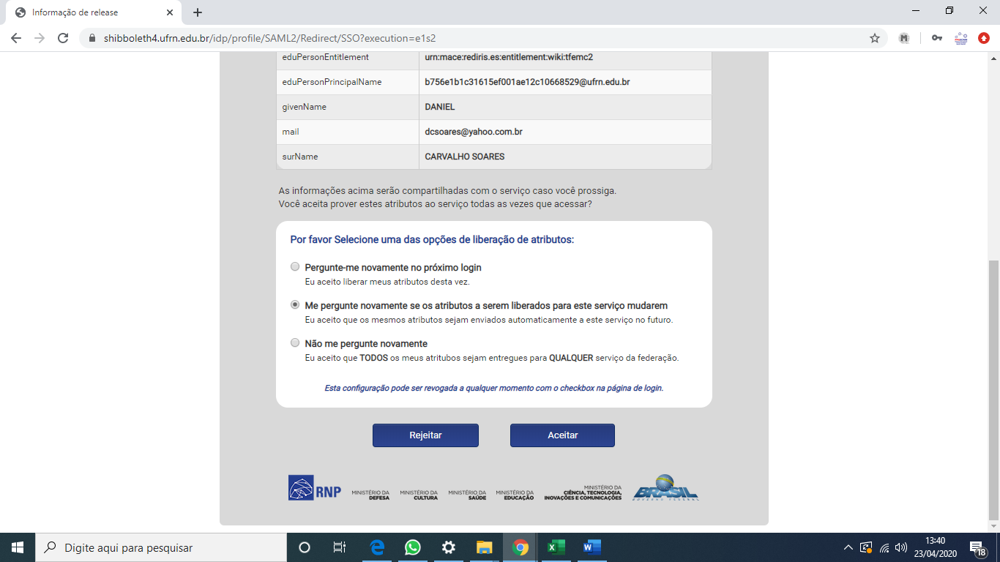 Informação de release
shibboleth4.ufrn.edu.br/idp/profile/SAML2/Redirect/SSO?execution=e1s2
eduPersonEntitlement urn:mace:rediris.es:entitlement:wiki:tfemc2
eduPersonPrincipalName b756e1b1c31615ef001ae12c10668529@ufrn.edu.br
givenName DANIEL
mail dcsoares@yahoo.com.br
surName CARVALHO SOARES
As informações acima serão compartilhadas com o serviço caso você prossiga.
Você aceita prover estes atributos ao serviço todas as vezes que acessar?
Por favor Selecione uma das opções de liberação de atributos:
Pergunte-me novamente no próximo login
Eu aceito liberar meus atributos desta vez.
Me pergunte novamente se os atributos a serem liberados para este serviço mudarem
Eu aceito que os mesmos atributos sejam enviados automaticamente a este serviço no futuro.
Não me pergunte novamente
Eu aceito que TODOS os meus atritubos sejam entregues para QUALQUER serviço da federação.
Esta configuração pode ser revogada a qualquer momento com o checkbox na página de login.
Rejeitar Aceitar
RNP
MINISTÉRIO DA DEFESA
MINISTÉRIO DA CULTURA
MINISTÉRIO DA SAÚDE
MINISTÉRIO DA EDUCAÇÃO
MINISTÉRIO DA
CIÊNCIA, TECNOLOGIA,
INOVAÇÕES E COMUNICAÇÕES
BRASIL
GOVERNO FEDERAL
Digite aqui para pesquisar
13:40
23/04/2020
18